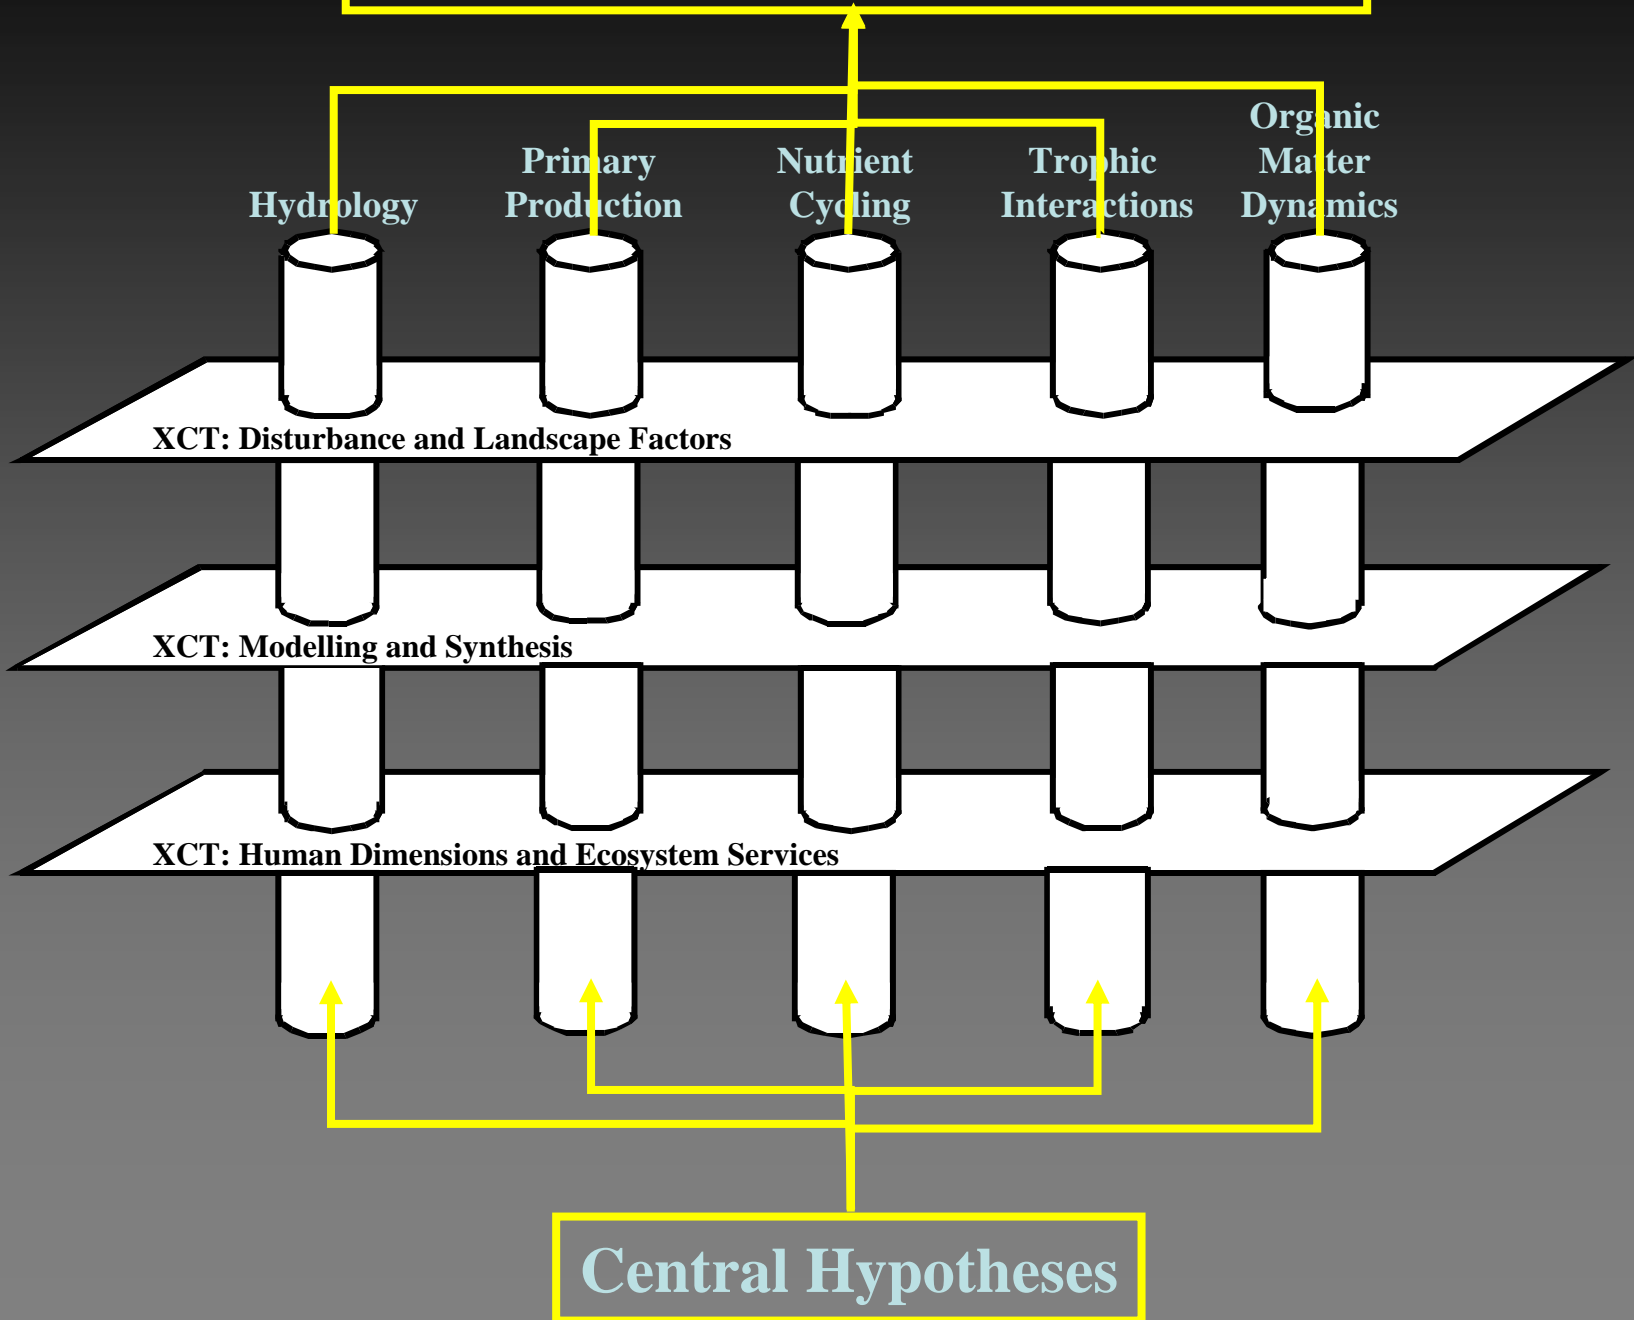 Hydrology
Primary
Production
Nutrient
Cycling
Trophic
Interactions
Organic
Matter
Dynamics
XCT: Disturbance and Landscape Factors
XCT: Modelling and Synthesis
XCT: Human Dimensions and Ecosystem Services
Central Hypotheses